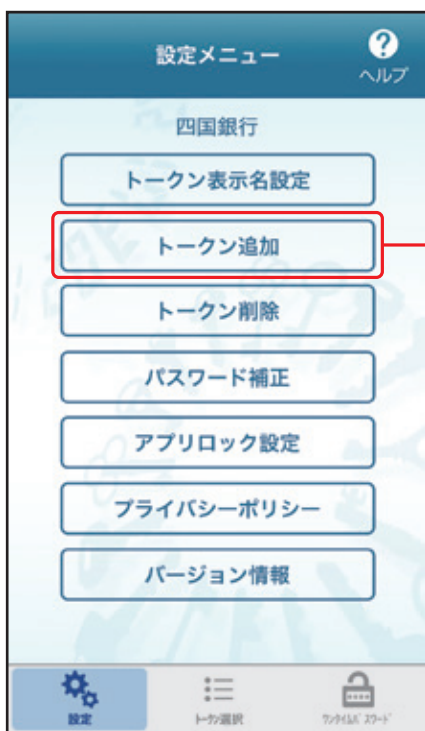 設定メニュー
?
ヘルプ
四国銀行
トークン表示名設定
トークン追加
トークン削除
パスワード補正
アプリロック設定
プライバシーポリシー
バージョン情報
設定
トークン選択
ワンタイムパスワード